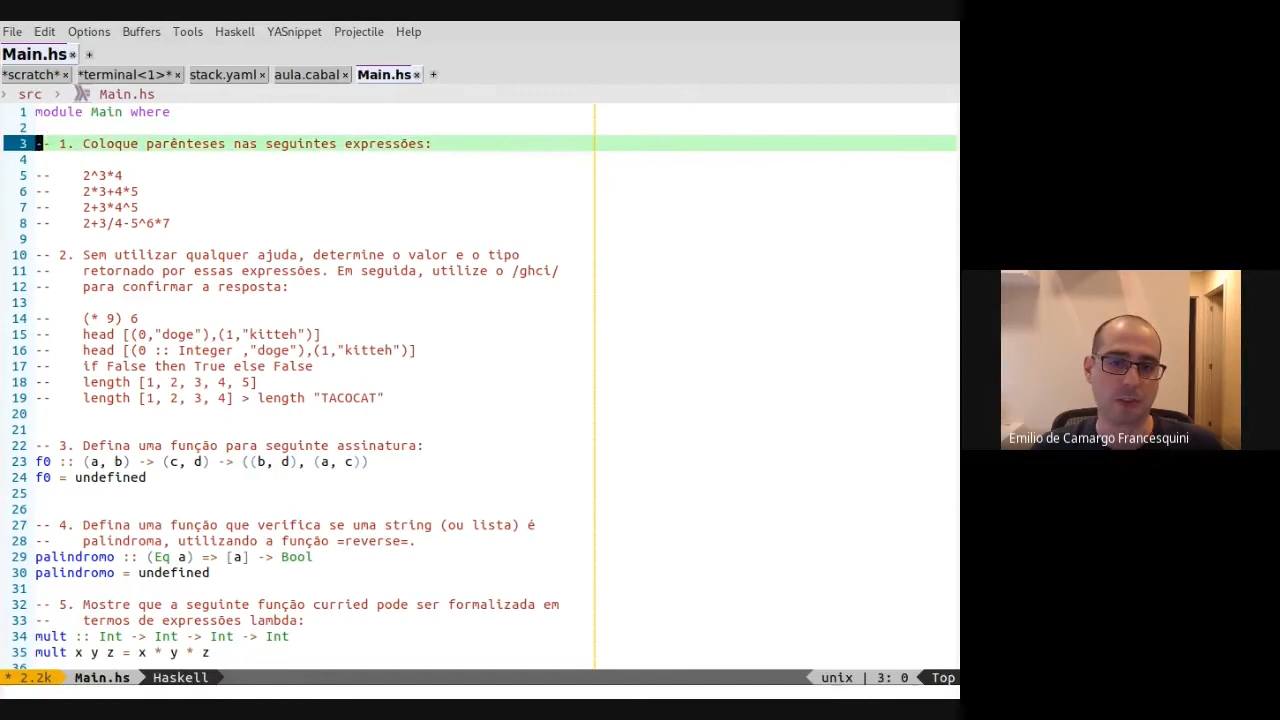 File Edit Options Buffers Tools Haskell YASnippet Projectile Help
Main.hs × +
*scratch* × *terminal<1>* × stack.yaml × aula.cabal × Main.hs × +
› src › Main.hs
1 module Main where
2
3 -- 1. Coloque parênteses nas seguintes expressões:
4
5 --    2^3*4
6 --    2*3+4*5
7 --    2+3*4^5
8 --    2+3/4-5^6*7
9
10 -- 2. Sem utilizar qualquer ajuda, determine o valor e o tipo
11 --    retornado por essas expressões. Em seguida, utilize o /ghci/
12 --    para confirmar a resposta:
13
14 --    (* 9) 6
15 --    head [(0,"doge"),(1,"kitteh")]
16 --    head [(0 :: Integer ,"doge"),(1,"kitteh")]
17 --    if False then True else False
18 --    length [1, 2, 3, 4, 5]
19 --    length [1, 2, 3, 4] > length "TACOCAT"
20
21
22 -- 3. Defina uma função para seguinte assinatura:
23 f0 :: (a, b) -> (c, d) -> ((b, d), (a, c))
24 f0 = undefined
25
26
27 -- 4. Defina uma função que verifica se uma string (ou lista) é
28 --    palindroma, utilizando a função =reverse=.
29 palindromo :: (Eq a) => [a] -> Bool
30 palindromo = undefined
31
32 -- 5. Mostre que a seguinte função curried pode ser formalizada em
33 --    termos de expressões lambda:
34 mult :: Int -> Int -> Int -> Int
35 mult x y z = x * y * z
36
* 2.2k Main.hs Haskell unix | 3: 0 Top
Emilio de Camargo Francesquini